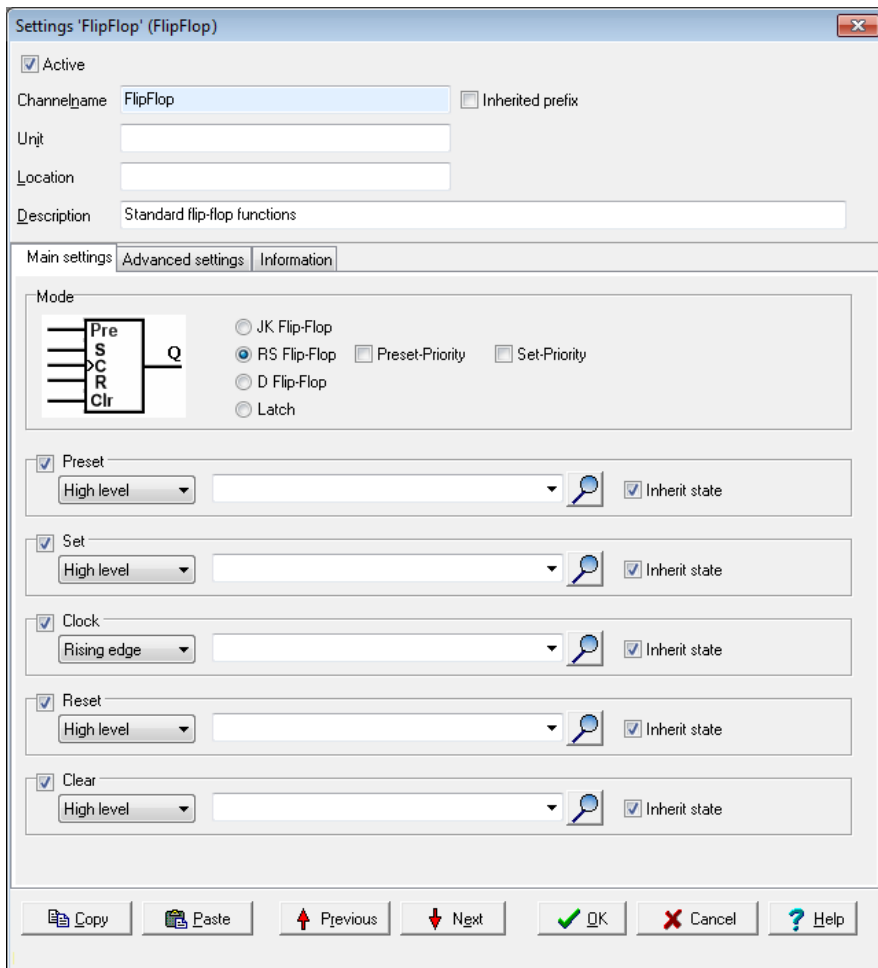 Settings 'FlipFlop' (FlipFlop)
Active
Channelname FlipFlop Inherited prefix
Unit
Location
Description Standard flip-flop functions
Main settings Advanced settings Information
Mode
Pre
S
C
R
Clr
Q
JK Flip-Flop
RS Flip-Flop Preset-Priority Set-Priority
D Flip-Flop
Latch
Preset
High level Inherit state
Set
High level Inherit state
Clock
Rising edge Inherit state
Reset
High level Inherit state
Clear
High level Inherit state
Copy Paste Previous Next OK Cancel Help